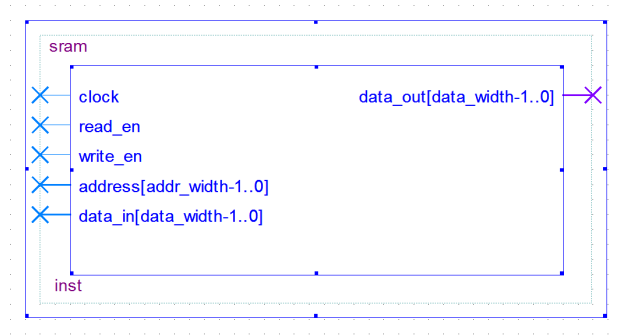 sram
clock data_out[data_width-1..0]
read_en
write_en
address[addr_width-1..0]
data_in[data_width-1..0]
inst